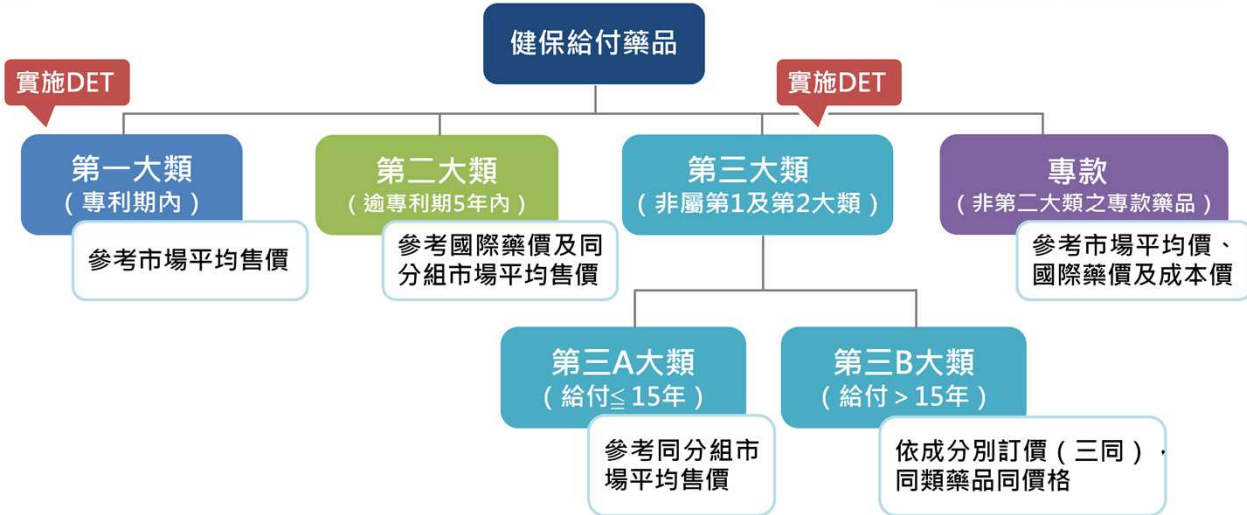 健保給付藥品
實施DET
實施DET
第一大類
（專利期內）
參考市場平均售價
第二大類
（逾專利期5年內）
參考國際藥價及同
分組市場平均售價
第三大類
（非屬第1及第2大類）
專款
（非第二大類之專款藥品）
參考市場平均價、
國際藥價及成本價
第三A大類
（給付≦15年）
參考同分組市
場平均售價
第三B大類
（給付＞15年）
依成分別訂價（三同），
同類藥品同價格